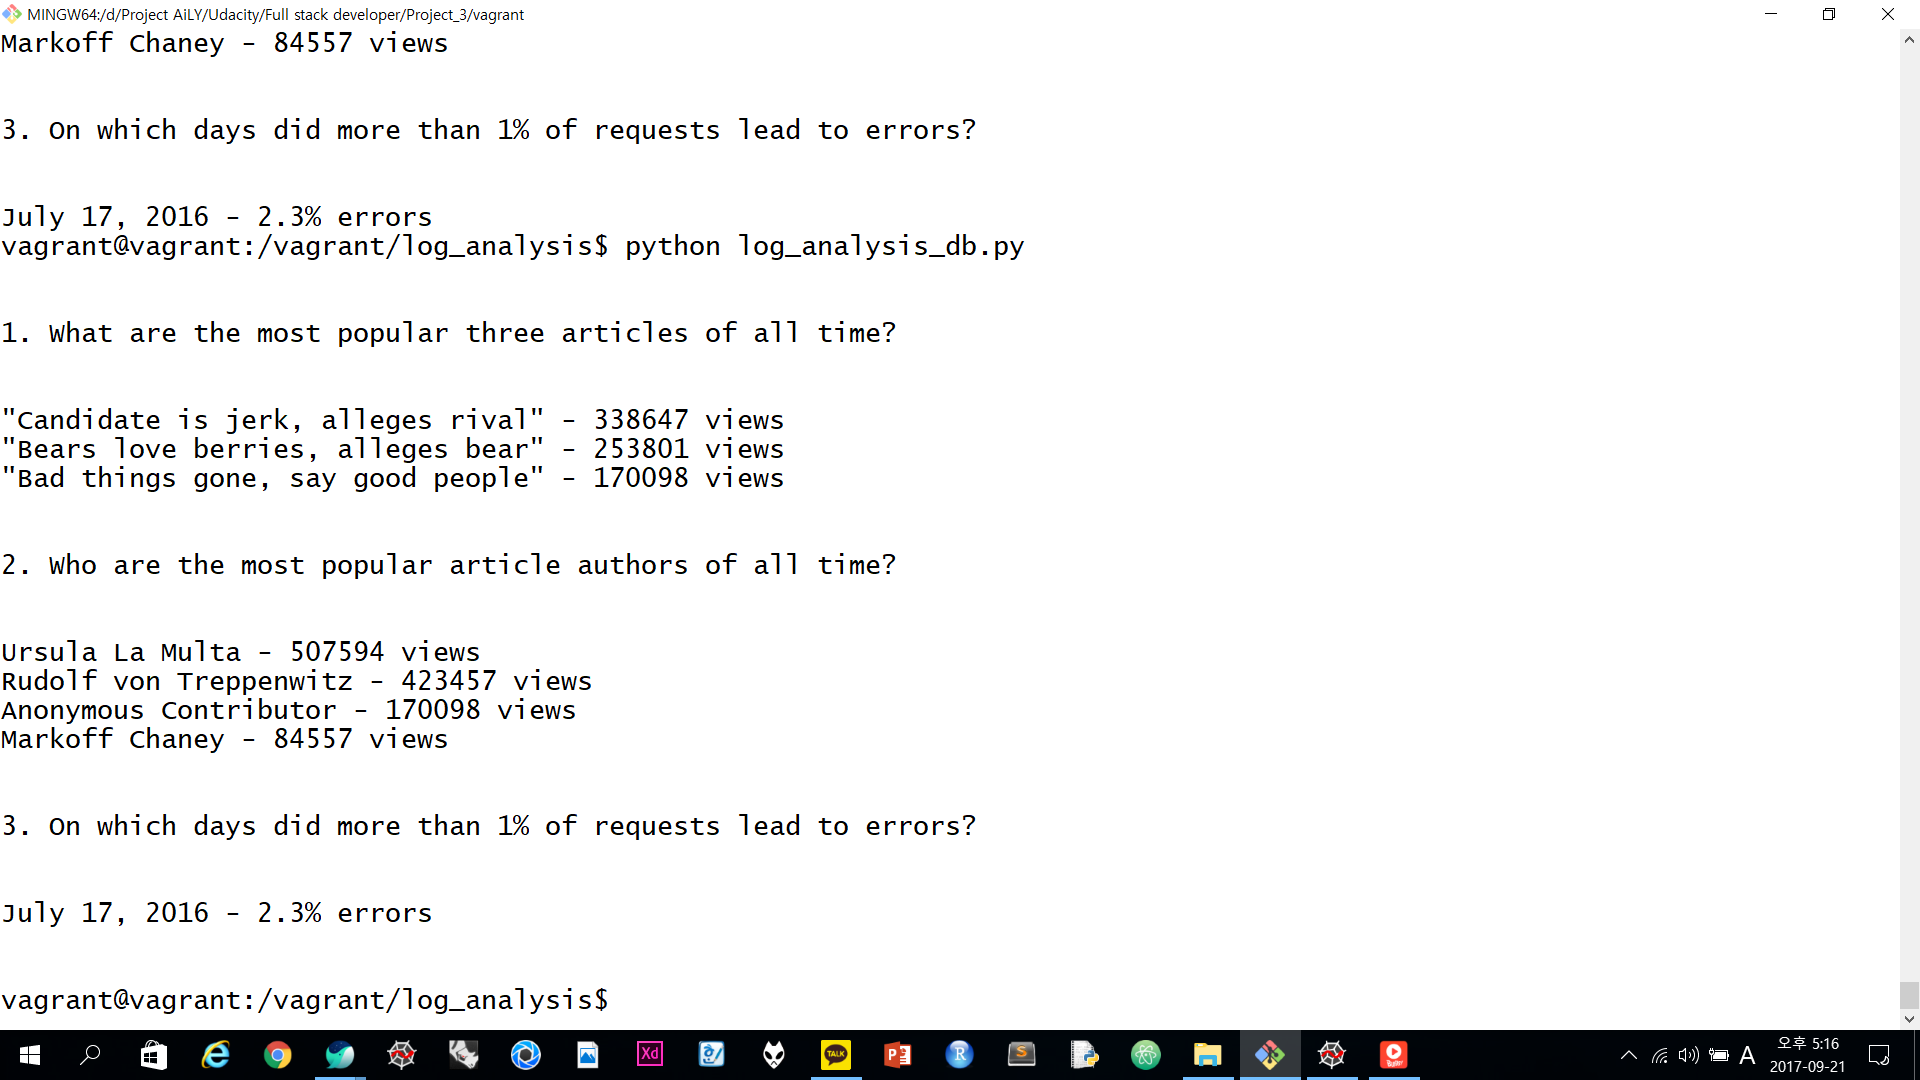 MINGW64:/d/Project AiLY/Udacity/Full stack developer/Project_3/vagrant
Markoff Chaney - 84557 views
3. On which days did more than 1% of requests lead to errors?
July 17, 2016 - 2.3% errors
vagrant@vagrant:/vagrant/log_analysis$ python log_analysis_db.py
1. What are the most popular three articles of all time?
"Candidate is jerk, alleges rival" - 338647 views
"Bears love berries, alleges bear" - 253801 views
"Bad things gone, say good people" - 170098 views
2. Who are the most popular article authors of all time?
Ursula La Multa - 507594 views
Rudolf von Treppenwitz - 423457 views
Anonymous Contributor - 170098 views
Markoff Chaney - 84557 views
3. On which days did more than 1% of requests lead to errors?
July 17, 2016 - 2.3% errors
vagrant@vagrant:/vagrant/log_analysis$
Xd
TALK
P
R
S
A
오후 5:16
2017-09-21